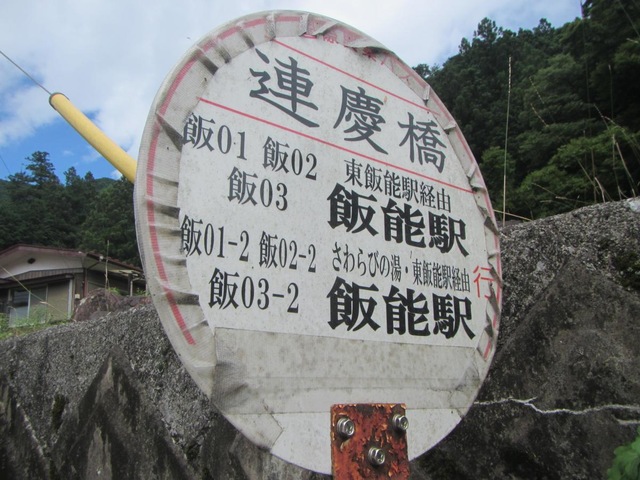 連慶橋
飯01 飯02
飯03
東飯能駅経由
飯能駅
飯01-2 飯02-2
飯03-2
さわらびの湯・東飯能駅経由
飯能駅
行